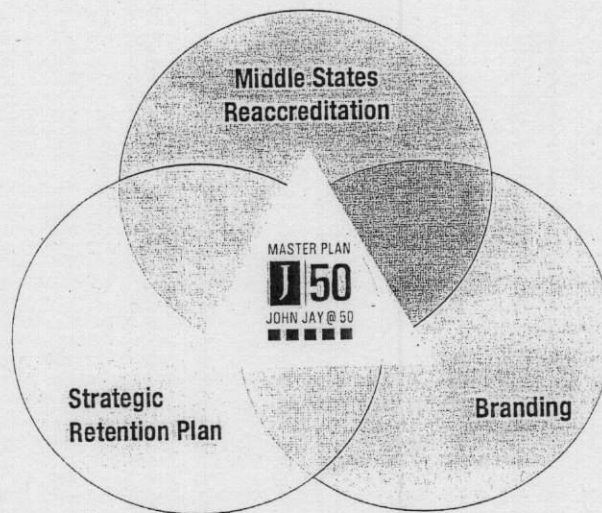 Middle States
Reaccreditation
MASTER PLAN
J 50
JOHN JAY @ 50
Strategic
Retention Plan
Branding